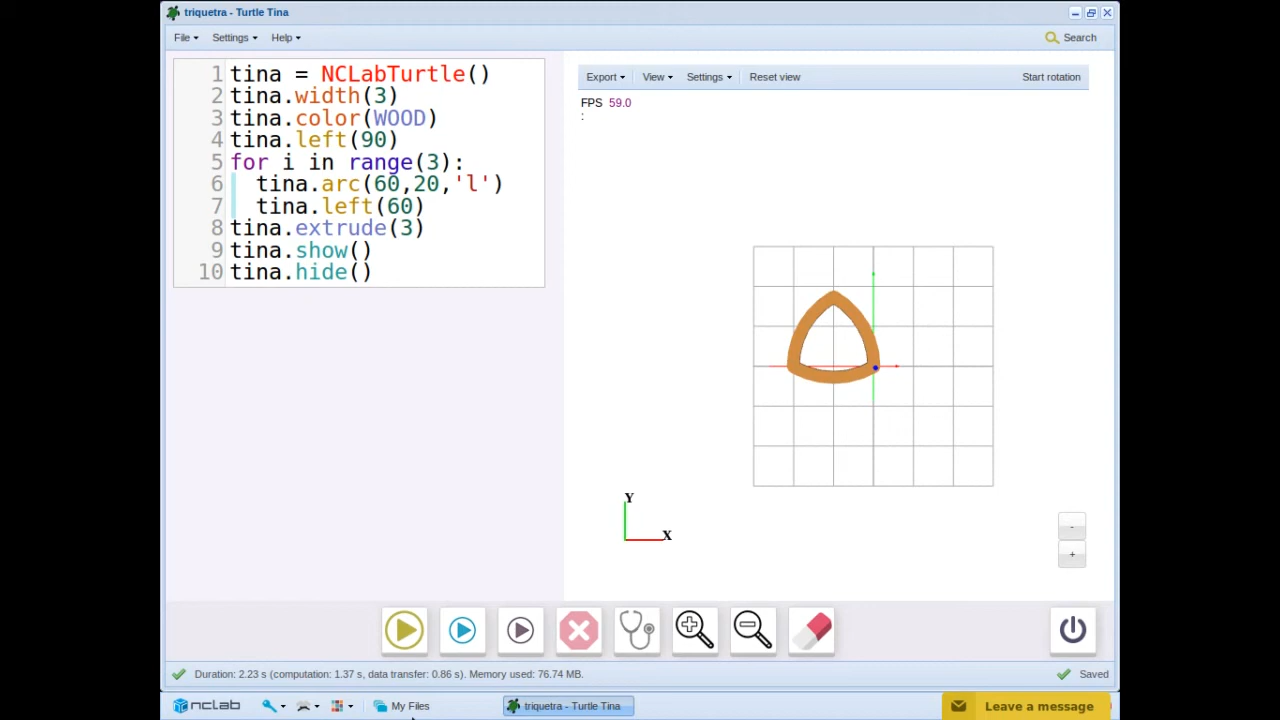 triquetra - Turtle Tina
File Settings Help Search
1 tina = NCLabTurtle()
2 tina.width(3)
3 tina.color(WOOD)
4 tina.left(90)
5 for i in range(3):
6 tina.arc(60,20,'l')
7 tina.left(60)
8 tina.extrude(3)
9 tina.show()
10 tina.hide()
Export View Settings Reset view Start rotation
FPS 59.0
:
Y
X
-
+
Duration: 2.23 s (computation: 1.37 s, data transfer: 0.86 s). Memory used: 76.74 MB. Saved
nclab My Files triquetra - Turtle Tina Leave a message